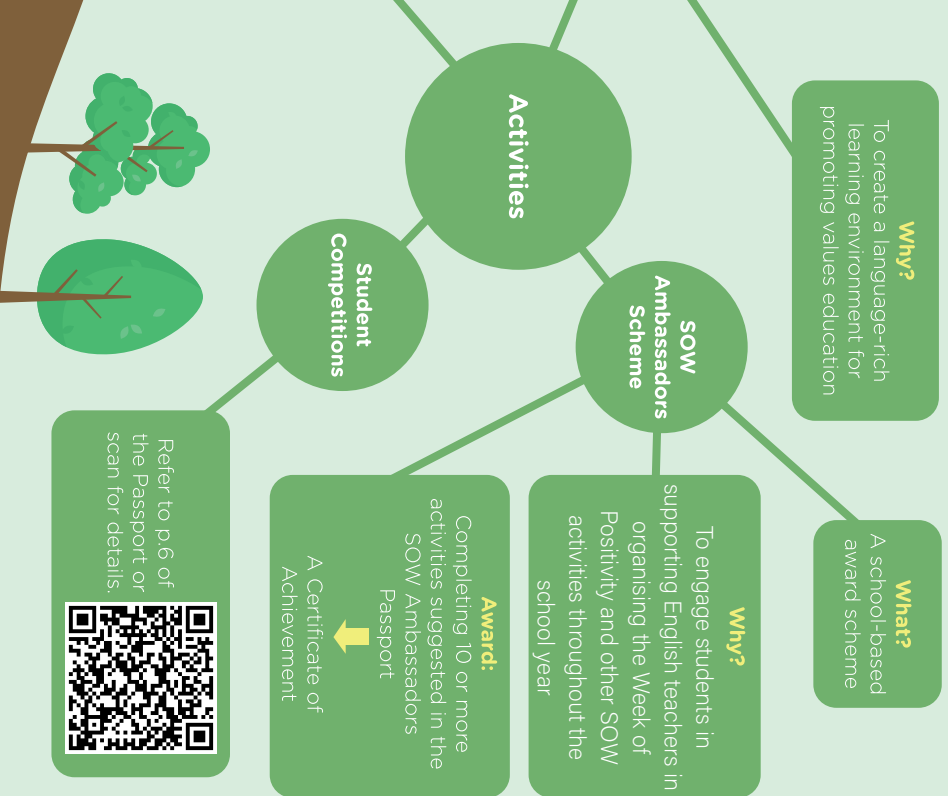 Why?
To create a language-rich
learning environment for
promoting values education
Activities
What?
A school-based
award scheme
SOW
Ambassadors
Scheme
Why?
To engage students in
supporting English teachers in
organising the Week of
Positivity and other SOW
activities throughout the
school year
Award:
Completing 10 or more
activities suggested in the
SOW Ambassadors
Passport
A Certificate of
Achievement
Student
Competitions
Refer to p.6 of
the Passport or
scan for details.